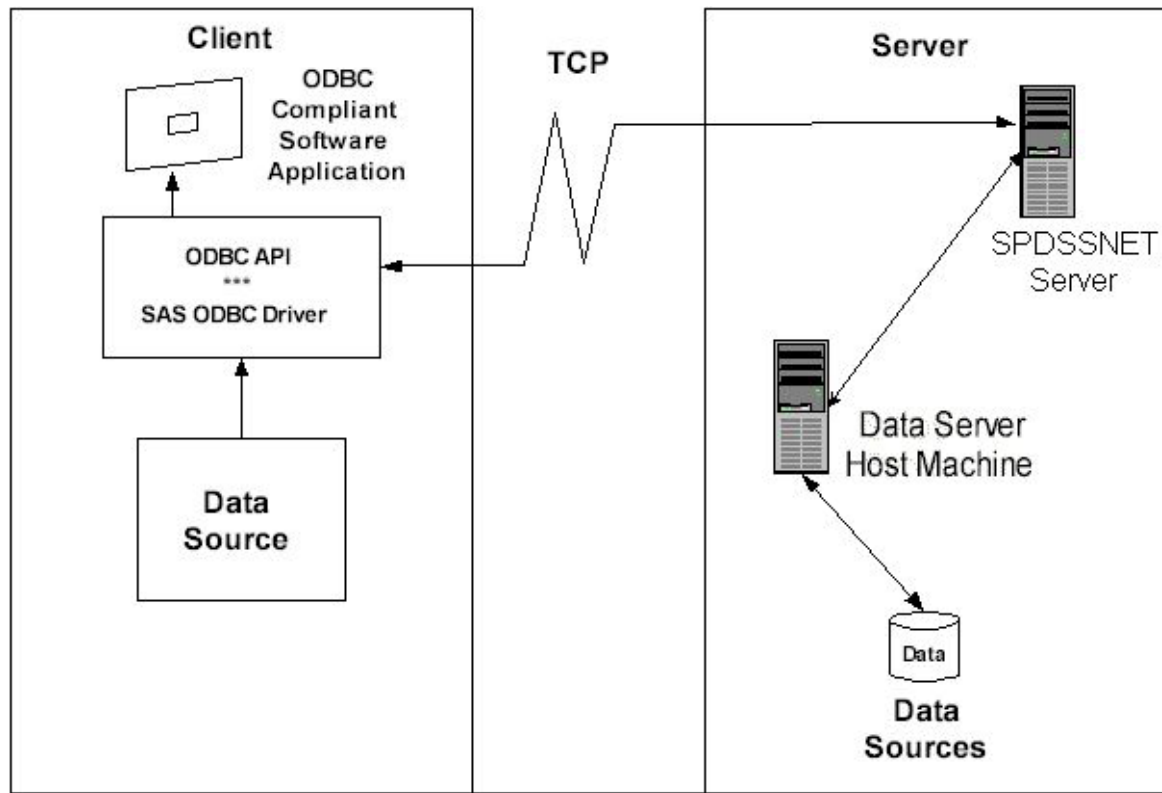 Client
ODBC
Compliant
Software
Application
ODBC API
***
SAS ODBC Driver
Data
Source
TCP
Server
SPDSSNET
Server
Data Server
Host Machine
Data
Data
Sources